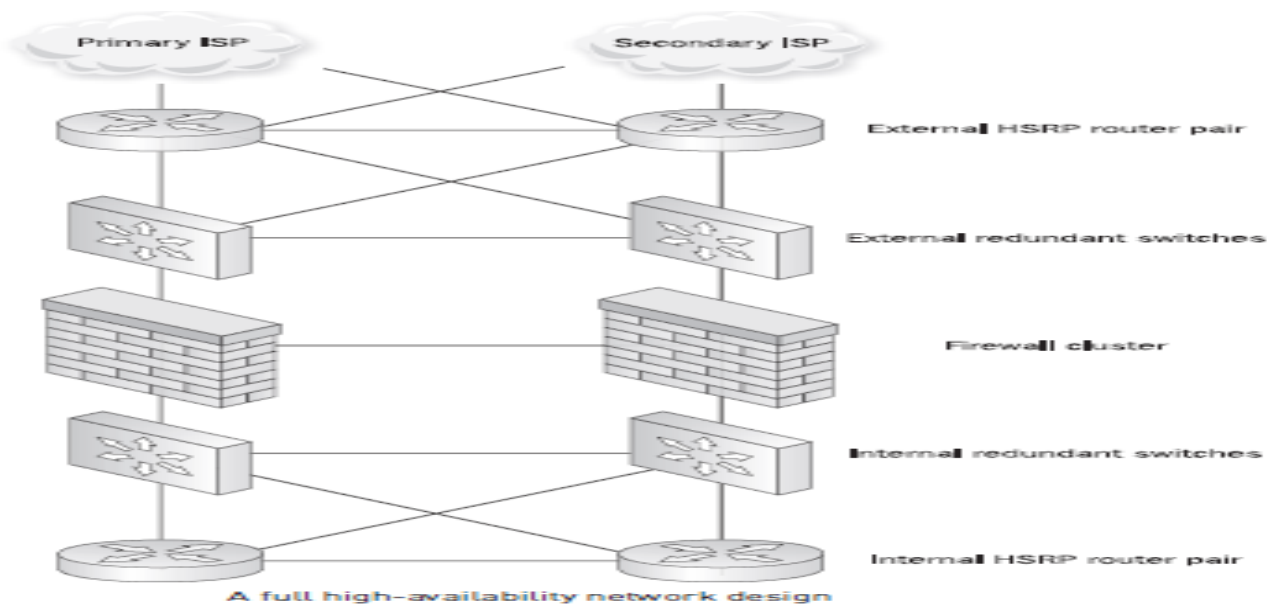 Primary ISP
Secondary ISP
External HSRP router pair
External redundant switches
Firewall cluster
Internal redundant switches
Internal HSRP router pair
A full high-availability network design